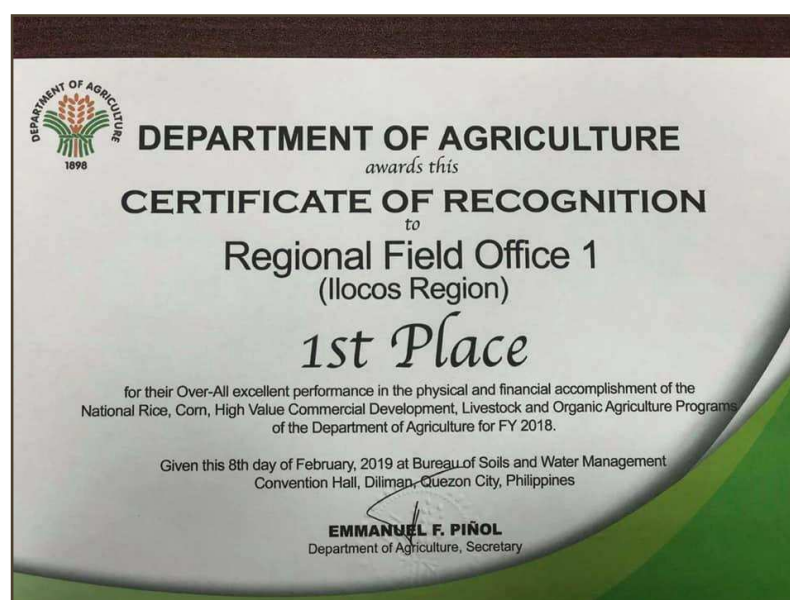 DEPARTMENT OF AGRICULTURE
1898
DEPARTMENT OF AGRICULTURE
awards this
CERTIFICATE OF RECOGNITION
to
Regional Field Office 1
(Ilocos Region)
1st Place
for their Over-All excellent performance in the physical and financial accomplishment of the
National Rice, Corn, High Value Commercial Development, Livestock and Organic Agriculture Programs
of the Department of Agriculture for FY 2018.
Given this 8th day of February, 2019 at Bureau of Soils and Water Management
Convention Hall, Diliman, Quezon City, Philippines
EMMANUEL F. PIÑOL
Department of Agriculture, Secretary